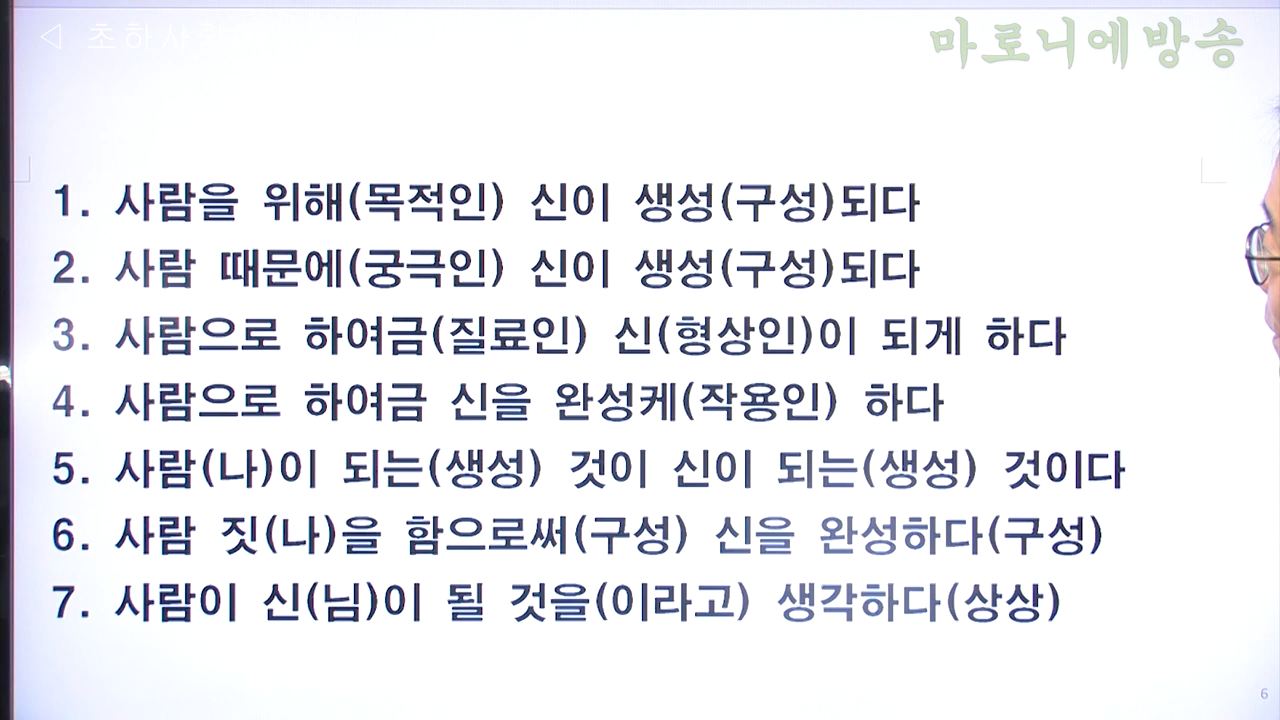 마로니에방송
1. 사람을 위해(목적인) 신이 생성(구성)되다
2. 사람 때문에(궁극인) 신이 생성(구성)되다
3. 사람으로 하여금(질료인) 신(형상인)이 되게 하다
4. 사람으로 하여금 신을 완성케(작용인) 하다
5. 사람(나)이 되는(생성) 것이 신이 되는(생성) 것이다
6. 사람 짓(나)을 함으로써(구성) 신을 완성하다(구성)
7. 사람이 신(님)이 될 것을(이라고) 생각하다(상상)
6